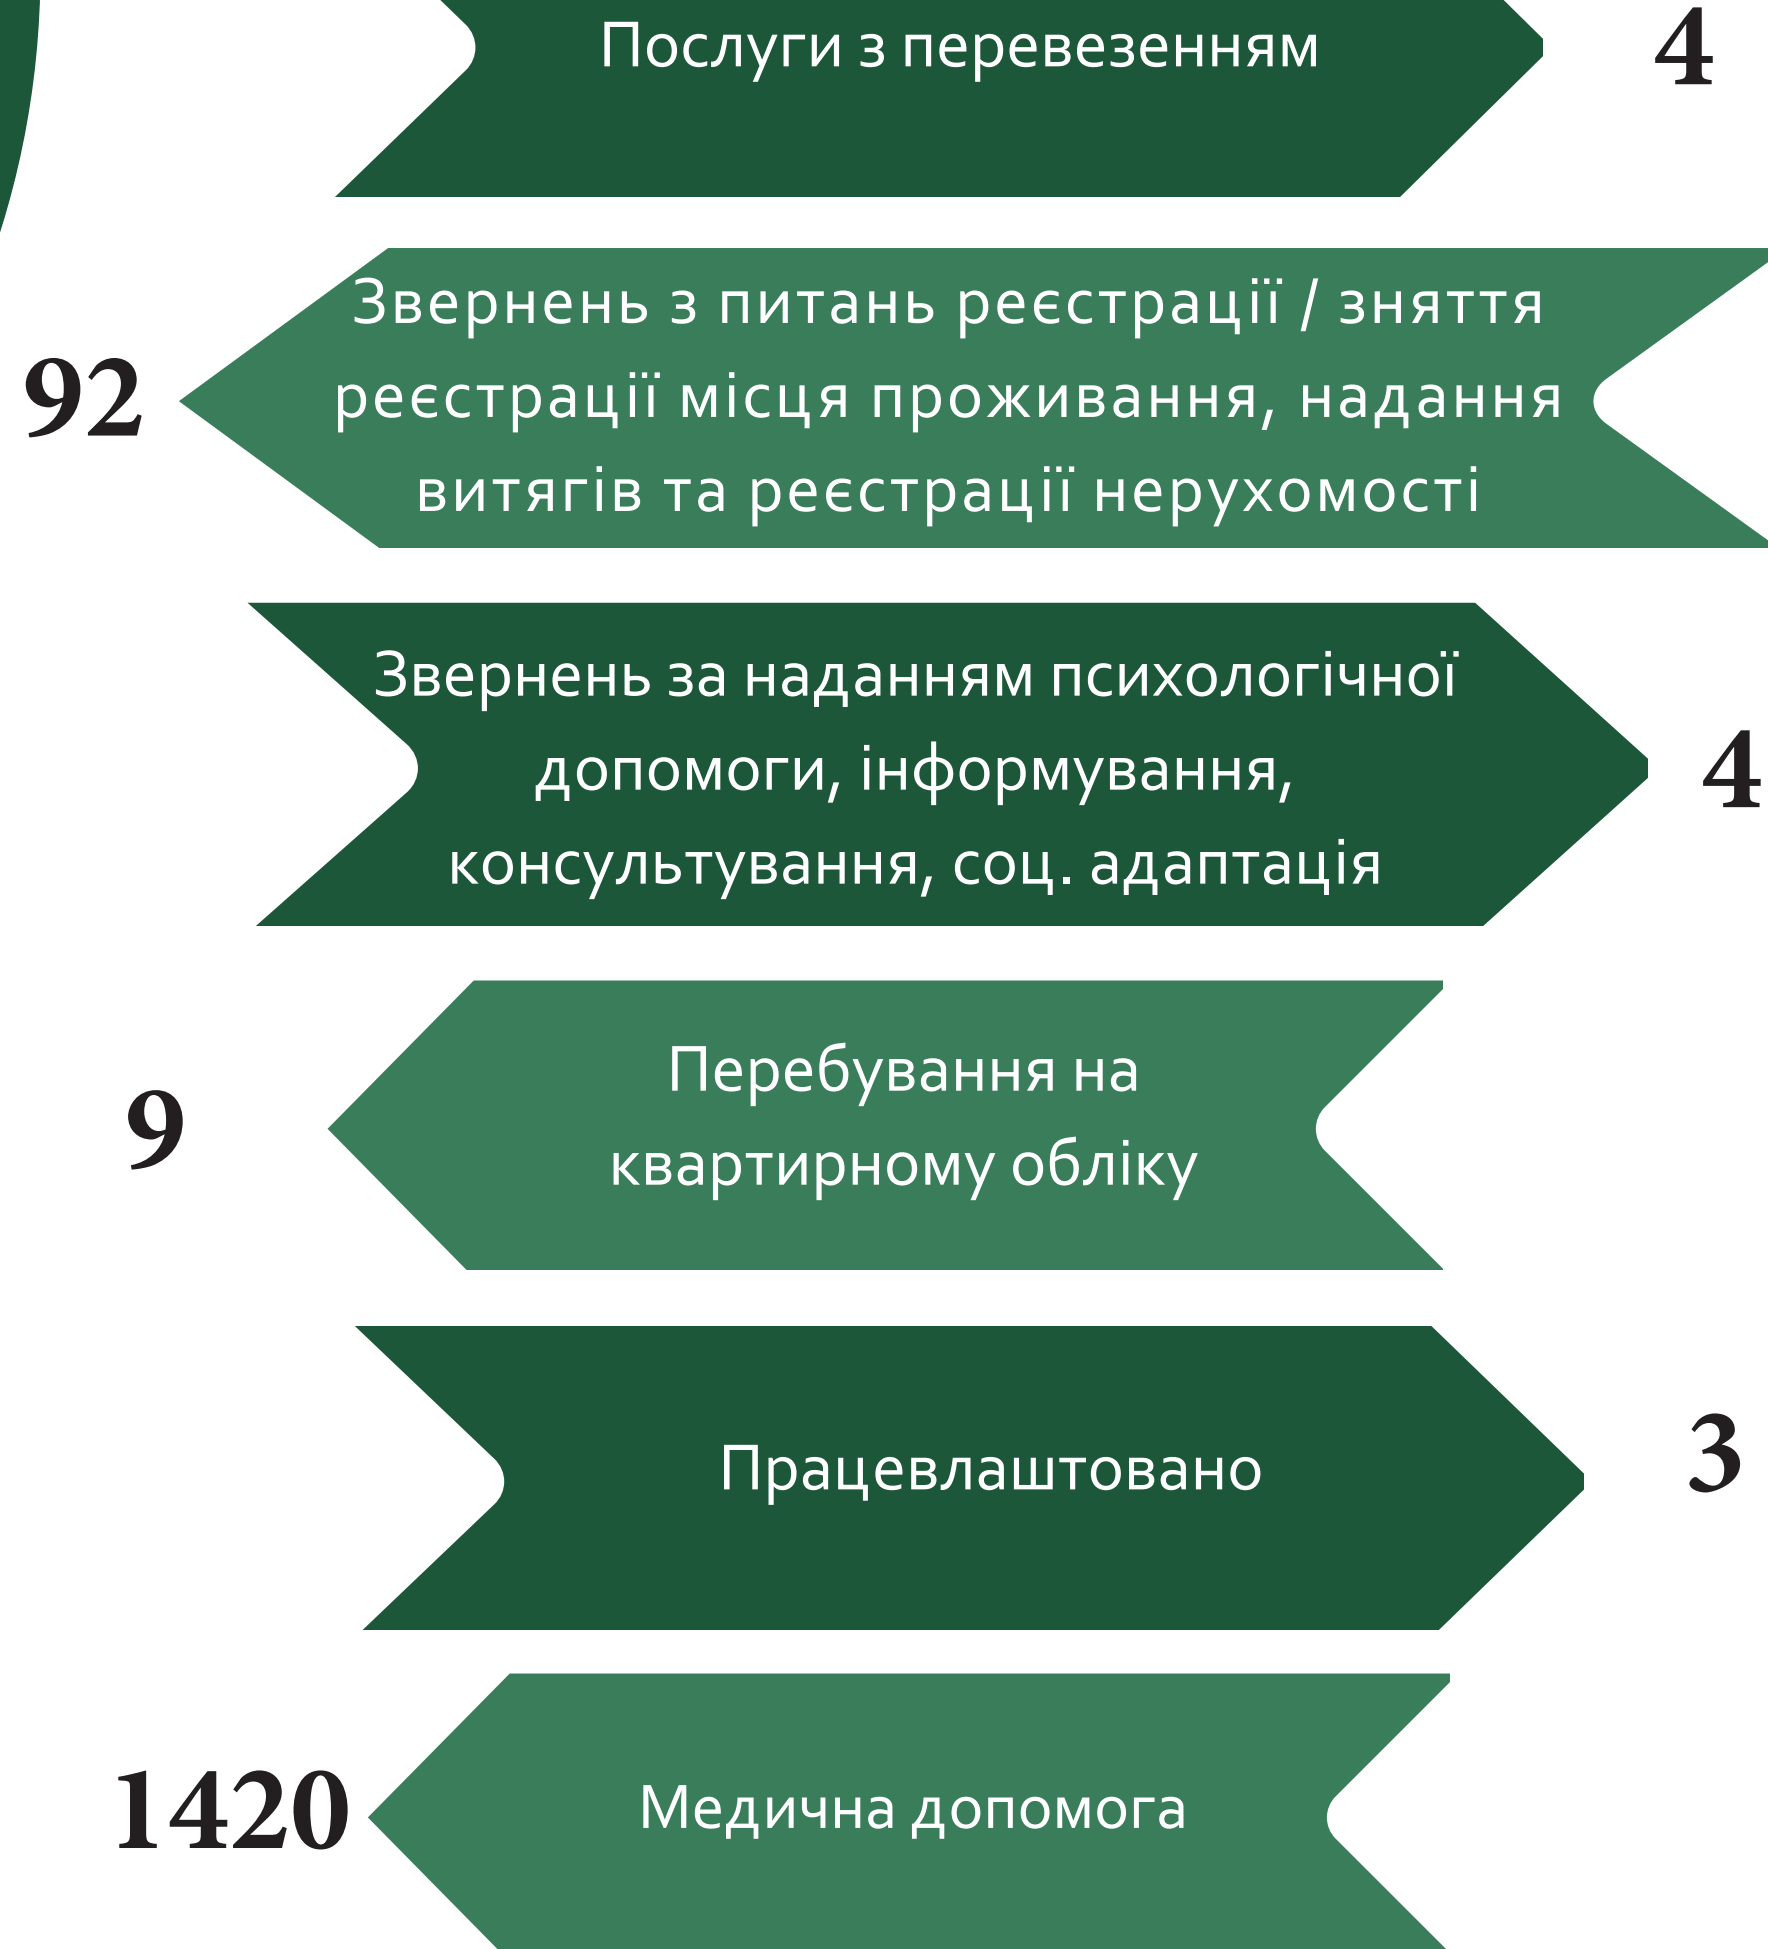 Послуги з перевезенням
4
Звернень з питань реєстрації / зняття
реєстрації місця проживання, надання
витягів та реєстрації нерухомості
92
Звернень за наданням психологічної
допомоги, інформування,
консультування, соц. адаптація
4
Перебування на
квартирному обліку
9
Працевлаштовано
3
Медична допомога
1420